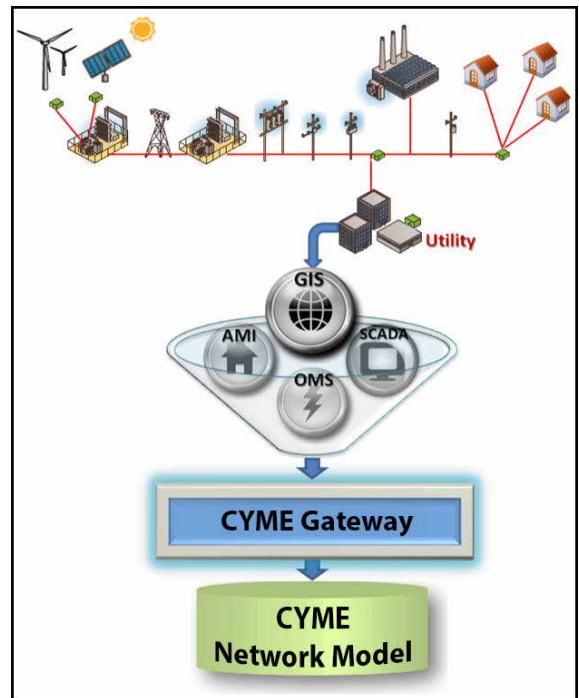 Utility
GIS
AMI
SCADA
OMS
CYME Gateway
CYME
Network Model